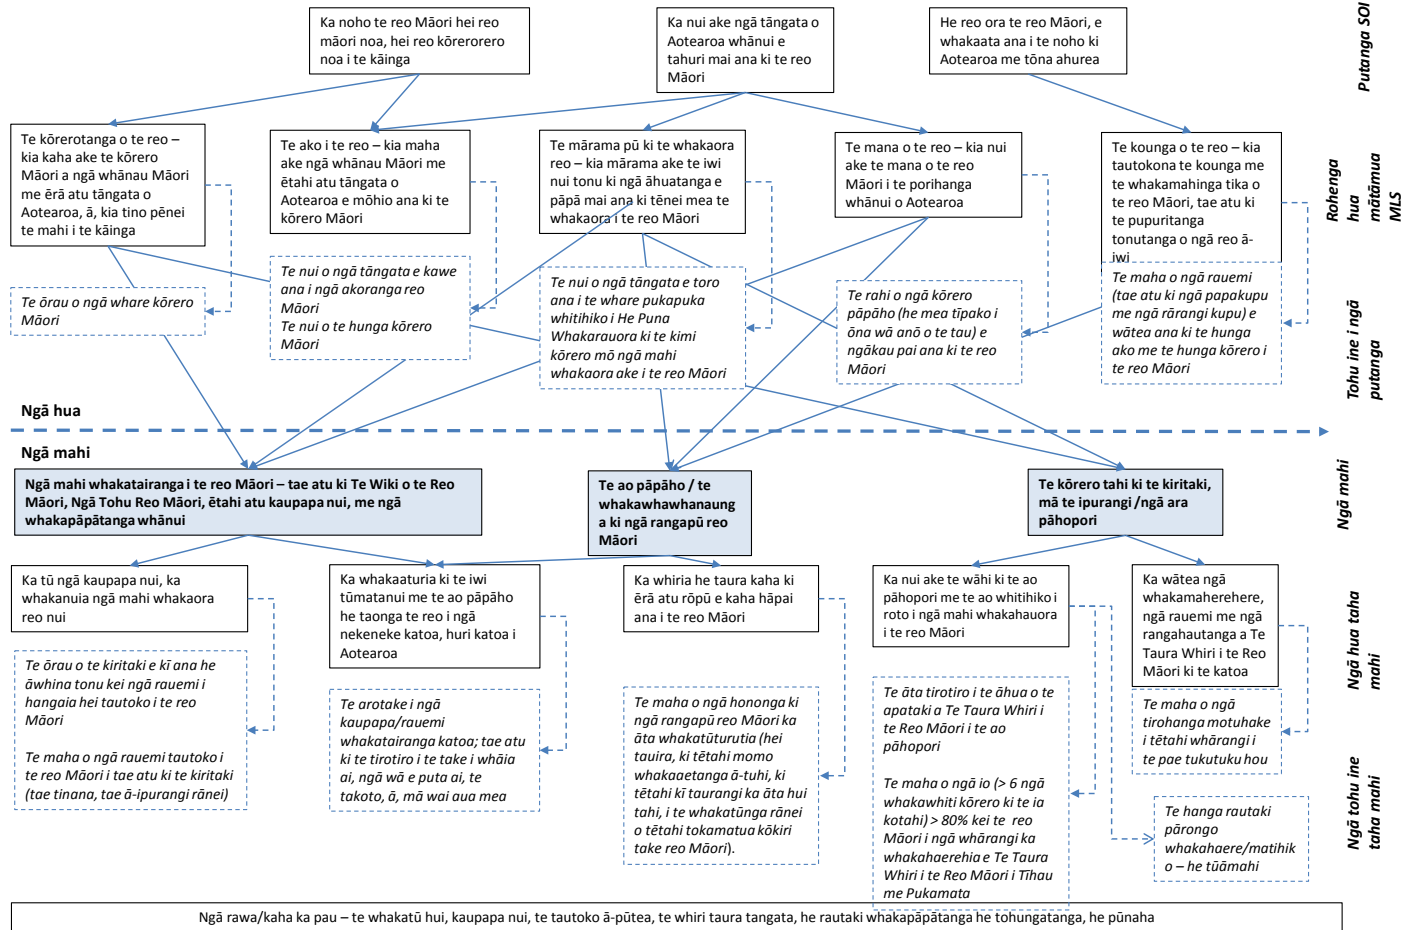 Ka noho te reo Māori hei reo
māori noa, hei reo kōrerorero
noa i te kāinga
Ka nui ake ngā tāngata o
Aotearoa whānui e
tahuri mai ana ki te reo
Māori
He reo ora te reo Māori, e
whakaata ana i te noho ki
Aotearoa me tōna ahurea
Putanga SOI
Te kōrerotanga o te reo –
kia kaha ake te kōrero
Māori a ngā whānau Māori
me ērā atu tāngata o
Aotearoa, ā, kia tino pēnei
te mahi i te kāinga
Te ako i te reo – kia maha
ake ngā whānau Māori me
ētahi atu tāngata o
Aotearoa e mōhio ana ki te
kōrero Māori
Te mārama pū ki te whakaora
reo – kia mārama ake te iwi
nui tonu ki ngā āhuatanga e
pāpā mai ana ki tēnei mea te
whakaora i te reo Māori
Te mana o te reo – kia nui
ake te mana o te reo
Māori i te porihanga
whānui o Aotearoa
Te kounga o te reo – kia
tautokona te kounga me
te whakamahinga tika o
te reo Māori, tae atu ki
te pupuritanga
tonutanga o ngā reo ā-
iwi
Rohenga
hua
mātāmua
MLS
Te ōrau o ngā whare kōrero
Māori
Te nui o ngā tāngata e kawe
ana i ngā akoranga reo
Māori
Te nui o te hunga kōrero
Māori
Te nui o ngā tāngata e toro
ana i te whare pukapuka
whitihiko i He Puna
Whakarauora ki te kimi
kōrero mō ngā mahi
whakaora ake i te reo Māori
Te rahi o ngā kōrero
pāpāho (he mea tīpako i
ōna wā anō o te tau) e
ngākau pai ana ki te reo
Māori
Te maha o ngā rauemi
(tae atu ki ngā papakupu
me ngā rārangi kupu) e
wātea ana ki te hunga
ako me te hunga kōrero i
te reo Māori
Tohu ine i ngā
putanga
Ngā hua
Ngā mahi
Ngā mahi whakatairanga i te reo Māori – tae atu ki Te Wiki o te Reo
Māori, Ngā Tohu Reo Māori, ētahi atu kaupapa nui, me ngā
whakapāpātanga whānui
Te ao pāpāho / te
whakawhawhanaung
a ki ngā rangapū reo
Māori
Te kōrero tahi ki te kiritaki,
mā te ipurangi /ngā ara
pāhopori
Ngā mahi
Ka tū ngā kaupapa nui, ka
whakanuia ngā mahi whakaora
reo nui
Ka whakaaturia ki te iwi
tūmatanui me te ao pāpāho
he taonga te reo i ngā
nekeneke katoa, huri katoa i
Aotearoa
Ka whiria he taura kaha ki
ērā atu rōpū e kaha hāpai
ana i te reo Māori
Ka nui ake te wāhi ki te ao
pāhopori me te ao whitihiko i
roto i ngā mahi whakahauora
i te reo Māori
Ka wātea ngā
whakamaherehere,
ngā rauemi me ngā
rangahautanga a Te
Taura Whiri i te Reo
Māori ki te katoa
Ngā hua taha
mahi
Te ōrau o te kiritaki e kī ana he
āwhina tonu kei ngā rauemi i
hangaia hei tautoko i te reo
Māori
Te maha o ngā rauemi tautoko i
te reo Māori i tae atu ki te kiritaki
(tae tinana, tae ā-ipurangi rānei)
Te arotake i ngā
kaupapa/rauemi
whakatairanga katoa; tae atu
ki te tirotiro i te take i whāia
ai, ngā wā e puta ai, te
takoto, ā, mā wai aua mea
Te maha o ngā hononga ki
ngā rangapū reo Māori ka
āta whakatūturutia (hei
tauira, ki tētahi momo
whakaaetanga ā-tuhi, ki
tētahi kī taurangi ka āta hui
tahi, i te whakatūnga rānei
o tētahi tokamatua kōkiri
take reo Māori).
Te āta tirotiro i te āhua o te
apataki a Te Taura Whiri i
te Reo Māori i te ao
pāhopori
Te maha o ngā io (> 6 ngā
whakawhiti kōrero ki te ia
kotahi) > 80% kei te reo
Māori i ngā whārangi ka
whakahaerehia e Te Taura
Whiri i te Reo Māori i Tīhau
me Pukamata
Te maha o ngā
tirohanga motuhake
i tētahi whārangi i
te pae tukutuku hou
Te hanga rautaki
pārongo
whakahaere/matihik
o – he tūāmahi
Ngā tohu ine
taha mahi
Ngā rawa/kaha ka pau – te whakatū hui, kaupapa nui, te tautoko ā-pūtea, te whiri taura tangata, he rautaki whakapāpātanga he tohungatanga, he pūnaha